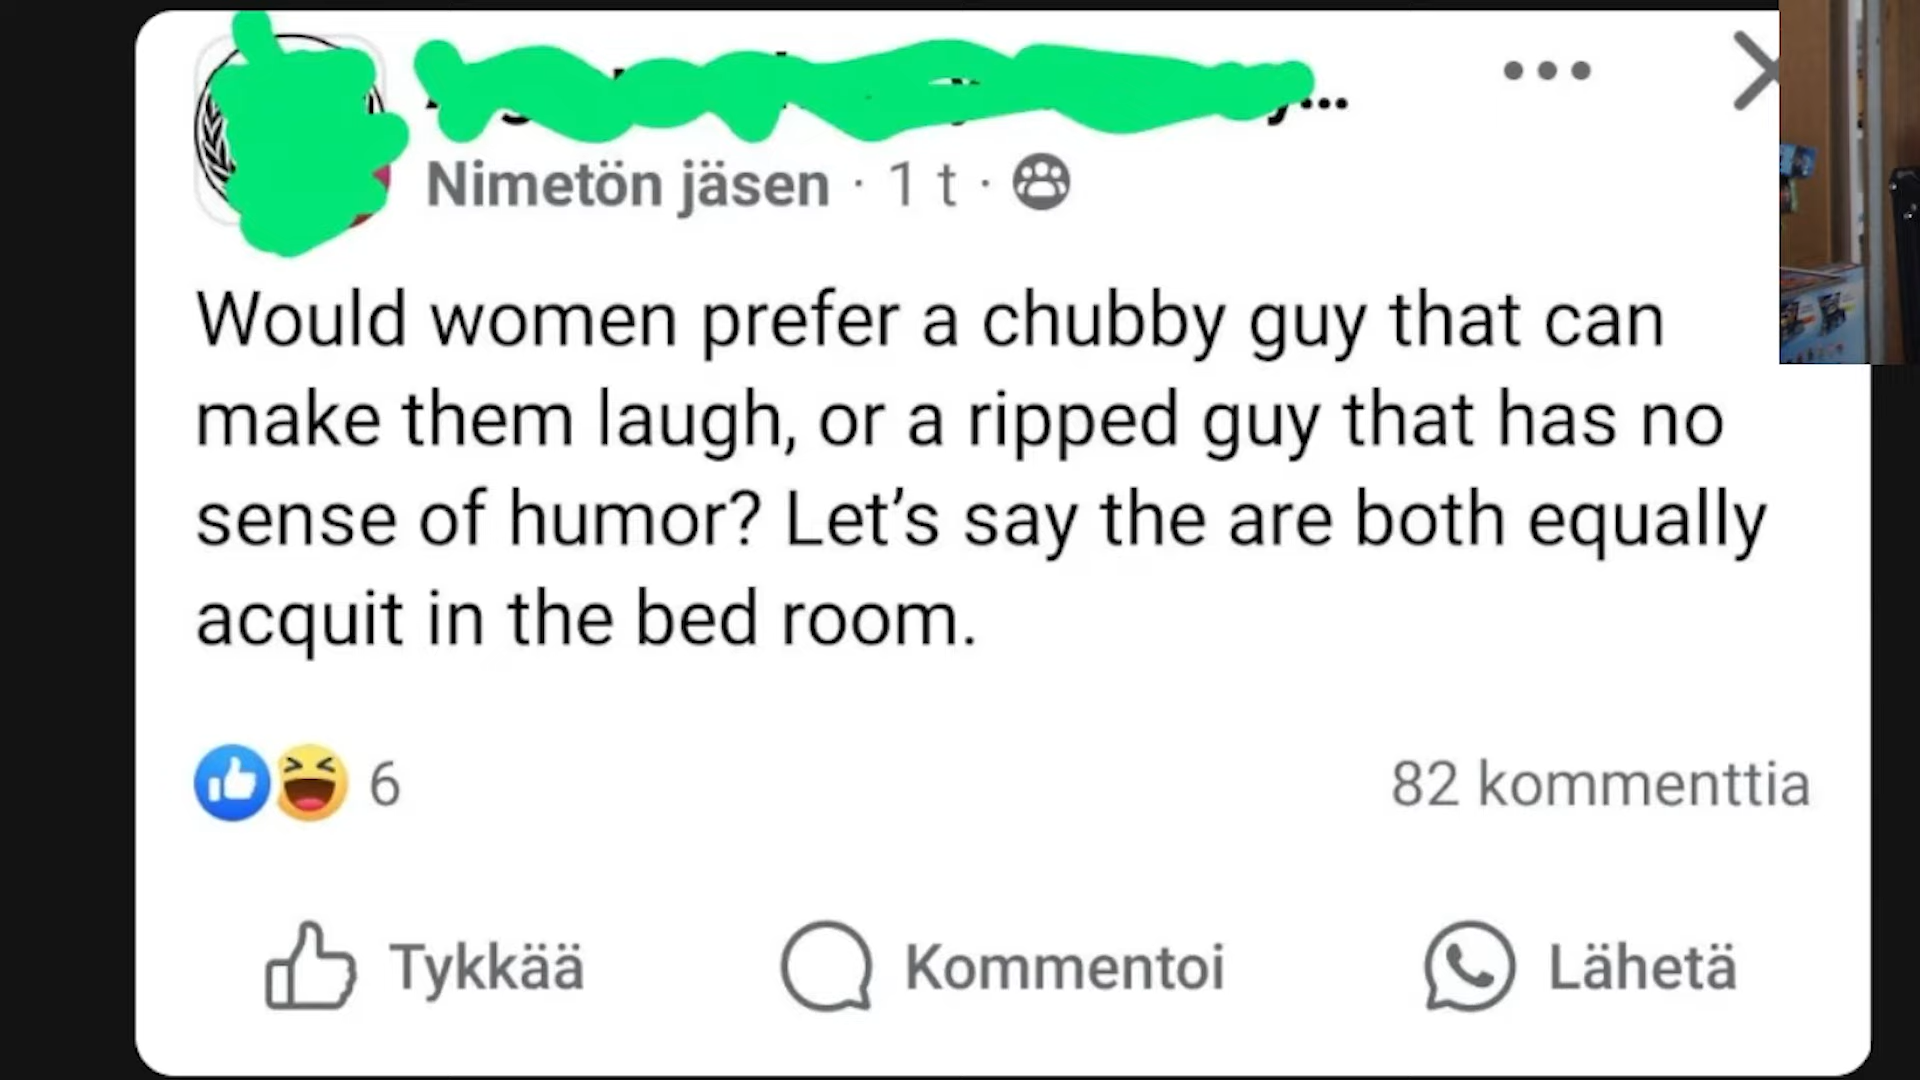 Nimetön jäsen · 1 t ·
Would women prefer a chubby guy that can
make them laugh, or a ripped guy that has no
sense of humor? Let’s say the are both equally
acquit in the bed room.
6
82 kommenttia
Tykkää
Kommentoi
Lähetä